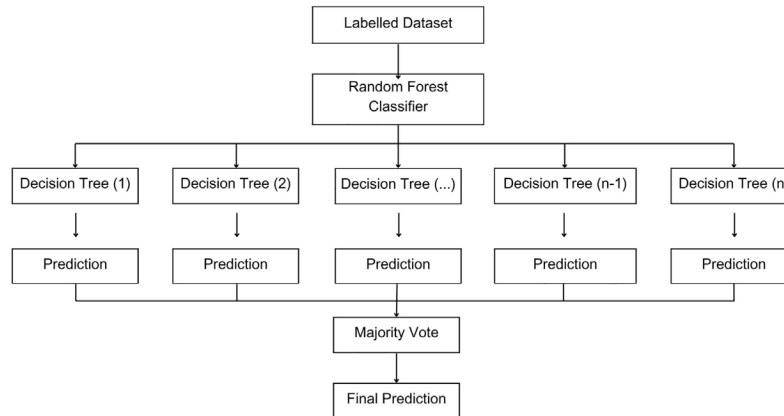 Labelled Dataset
Random Forest
Classifier
Decision Tree (1)
Decision Tree (2)
Decision Tree (...)
Decision Tree (n-1)
Decision Tree (n
Prediction
Prediction
Prediction
Prediction
Prediction
Majority Vote
Final Prediction